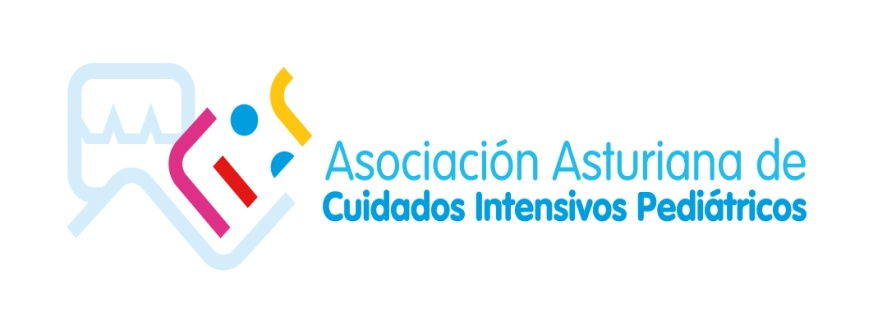 Asociación Asturiana de
Cuidados Intensivos Pediátricos